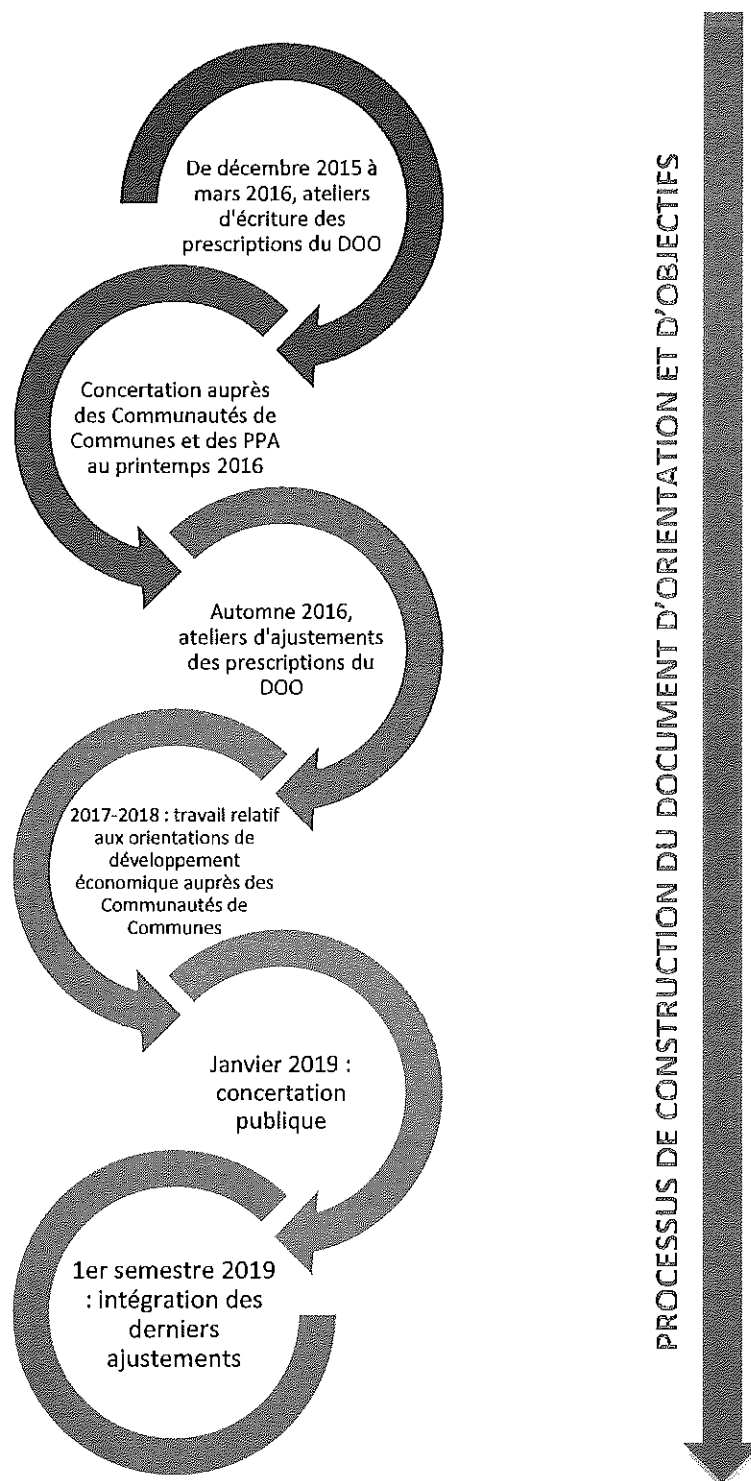 De décembre 2015 à
mars 2016, ateliers
d'écriture des
prescriptions du DOO
Concertation auprès
des Communautés de
Communes et des PPA
au printemps 2016
Automne 2016,
ateliers d'ajustements
des prescriptions du
DOO
2017-2018 : travail relatif
aux orientations de
développement
économique auprès des
Communautés de
Communes
Janvier 2019 :
concertation
publique
1er semestre 2019
: intégration des
derniers
ajustements
PROCESSUS DE CONSTRUCTION DU DOCUMENT D'ORIENTATION ET D'OBJECTIFS